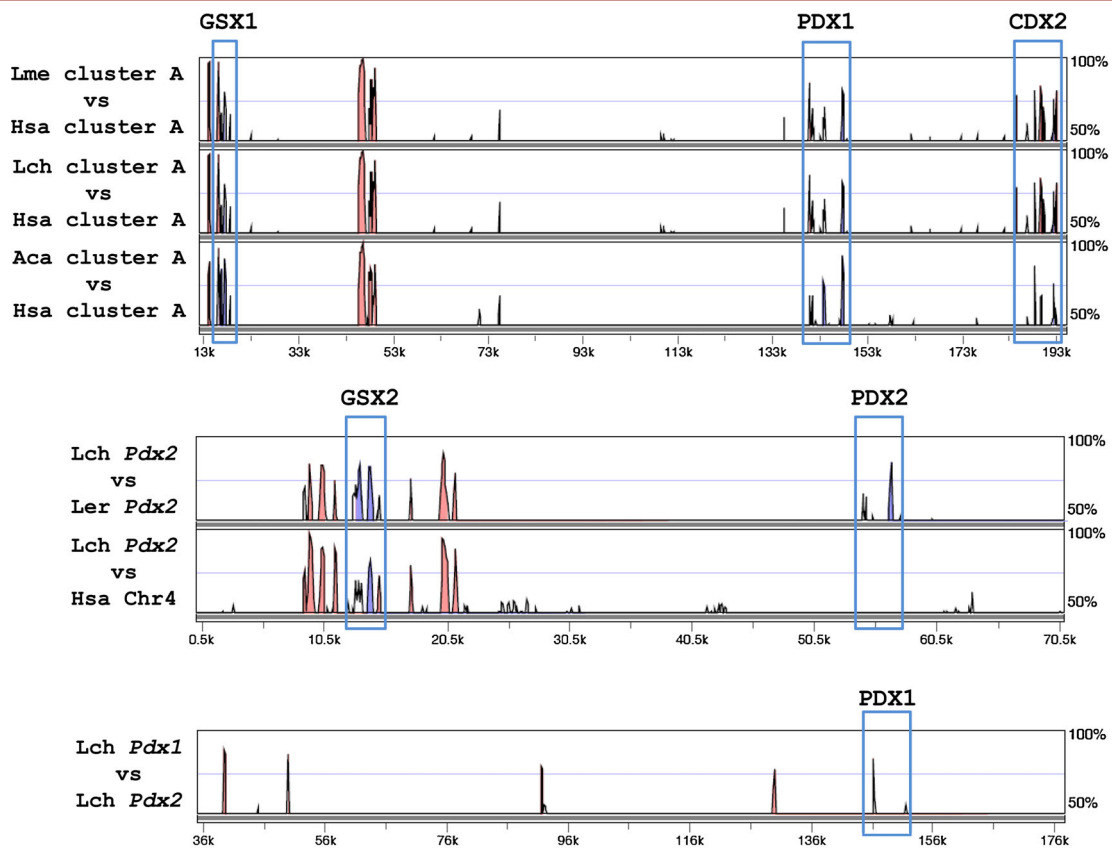 GSX1 PDX1 CDX2
Lme cluster A
vs
Hsa cluster A
100%
50%
Lch cluster A
vs
Hsa cluster A
100%
50%
Aca cluster A
vs
Hsa cluster A
100%
50%
13k 33k 53k 73k 93k 113k 133k 153k 173k 193k
GSX2 PDX2
Lch Pdx2
vs
Ler Pdx2
100%
50%
Lch Pdx2
vs
Hsa Chr4
100%
50%
0.5k 10.5k 20.5k 30.5k 40.5k 50.5k 60.5k 70.5k
PDX1
Lch Pdx1
vs
Lch Pdx2
100%
50%
36k 56k 76k 96k 116k 136k 156k 176k